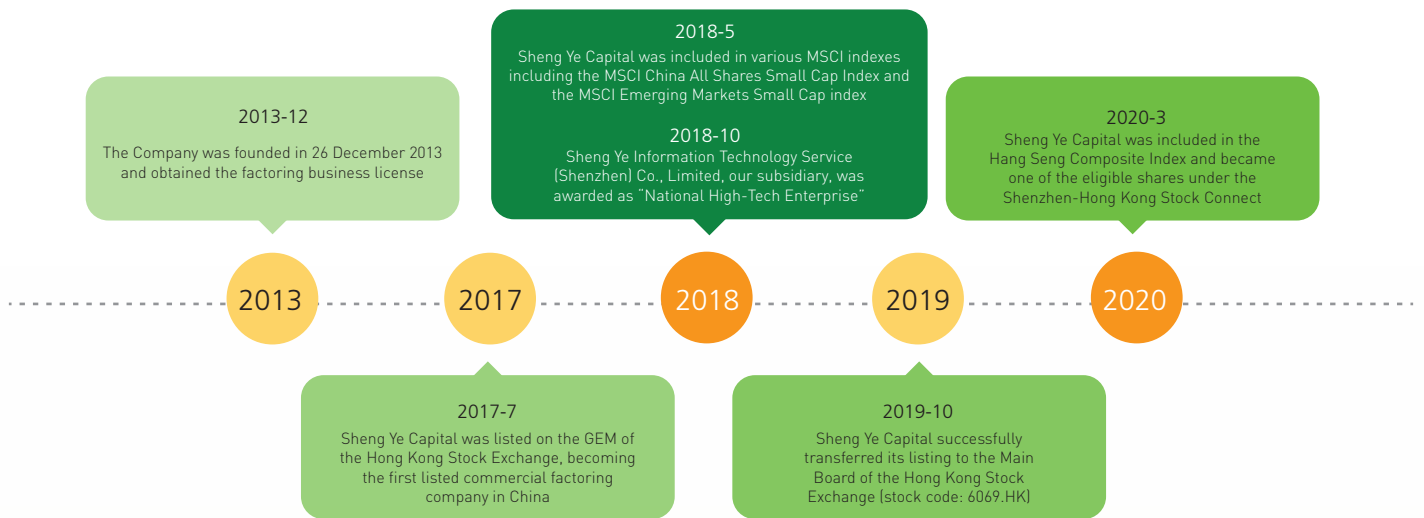 2013-12
The Company was founded in 26 December 2013
and obtained the factoring business license
2018-5
Sheng Ye Capital was included in various MSCI indexes
including the MSCI China All Shares Small Cap Index and
the MSCI Emerging Markets Small Cap index
2018-10
Sheng Ye Information Technology Service
(Shenzhen) Co., Limited, our subsidiary, was
awarded as “National High-Tech Enterprise”
2020-3
Sheng Ye Capital was included in the
Hang Seng Composite Index and became
one of the eligible shares under the
Shenzhen-Hong Kong Stock Connect
2013
2017
2018
2019
2020
2017-7
Sheng Ye Capital was listed on the GEM of
the Hong Kong Stock Exchange, becoming
the first listed commercial factoring
company in China
2019-10
Sheng Ye Capital successfully
transferred its listing to the Main
Board of the Hong Kong Stock
Exchange (stock code: 6069.HK)